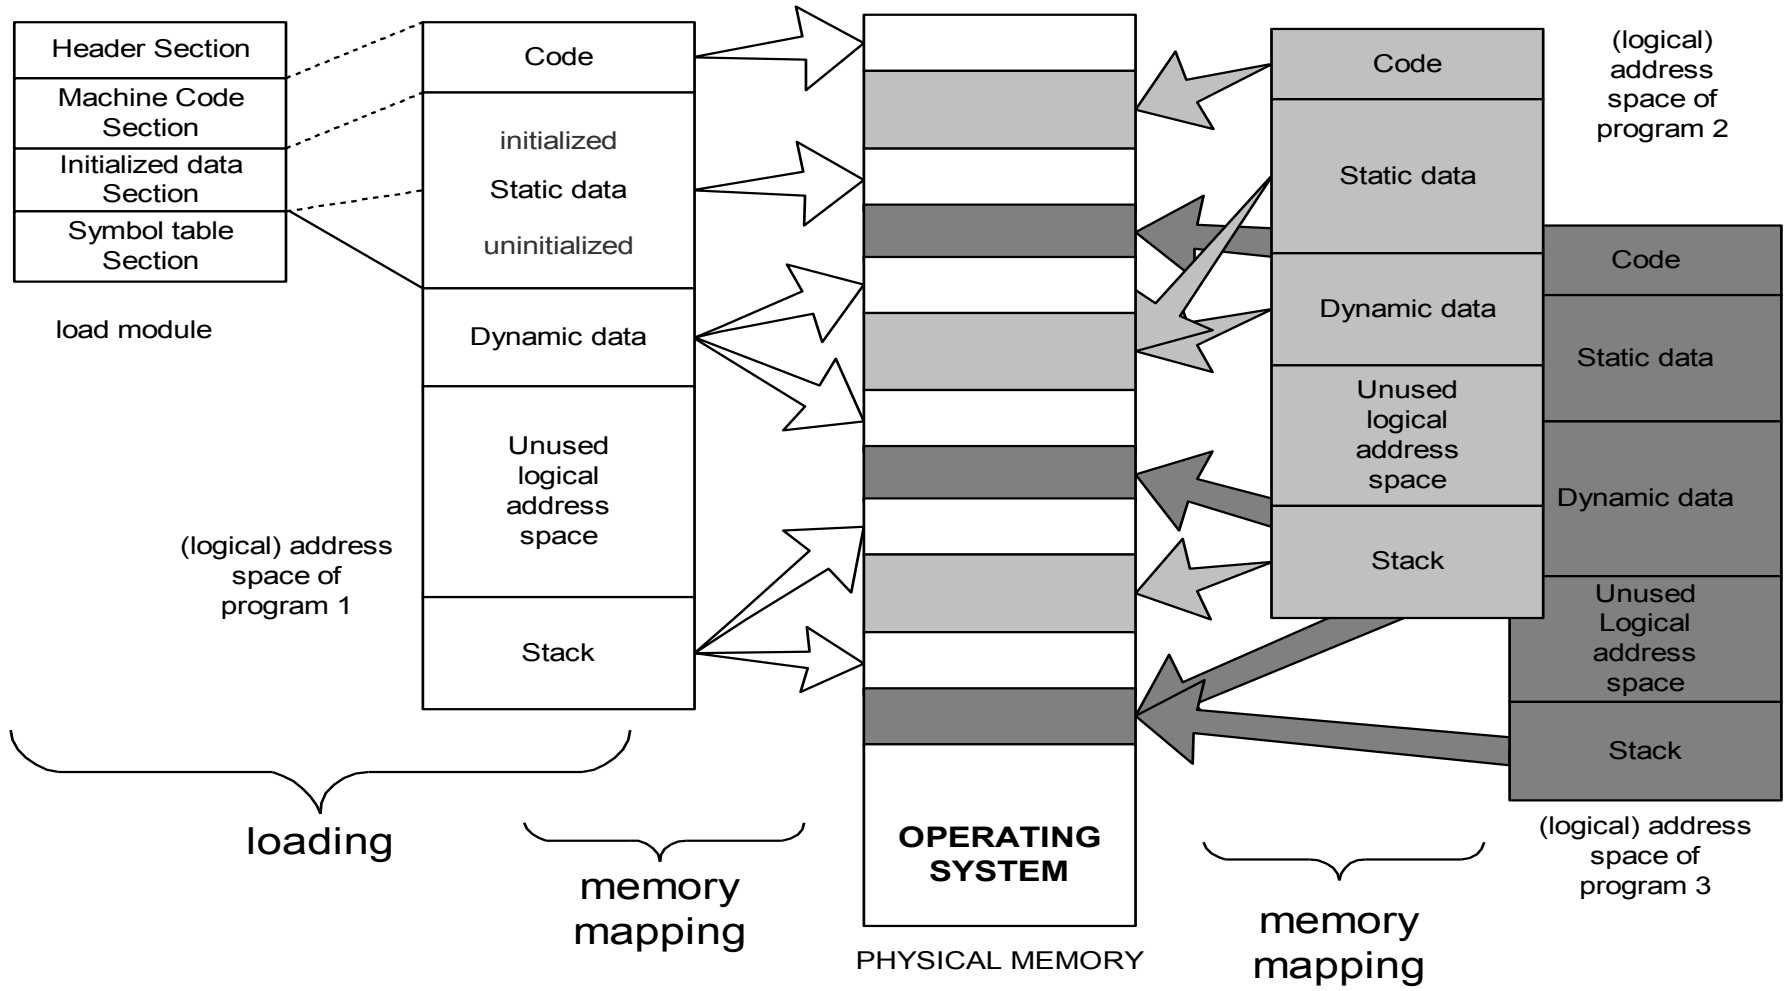 Header Section
Machine Code
Section
Initialized data
Section
Symbol table
Section
load module
Code
initialized
Static data
uninitialized
Dynamic data
Unused
logical
address
space
Stack
(logical) address
space of
program 1
loading
memory
mapping
OPERATING
SYSTEM
PHYSICAL MEMORY
Code
Static data
Dynamic data
Unused
logical
address
space
Stack
(logical)
address
space of
program 2
Code
Static data
Dynamic data
Unused
Logical
address
space
Stack
(logical) address
space of
program 3
memory
mapping